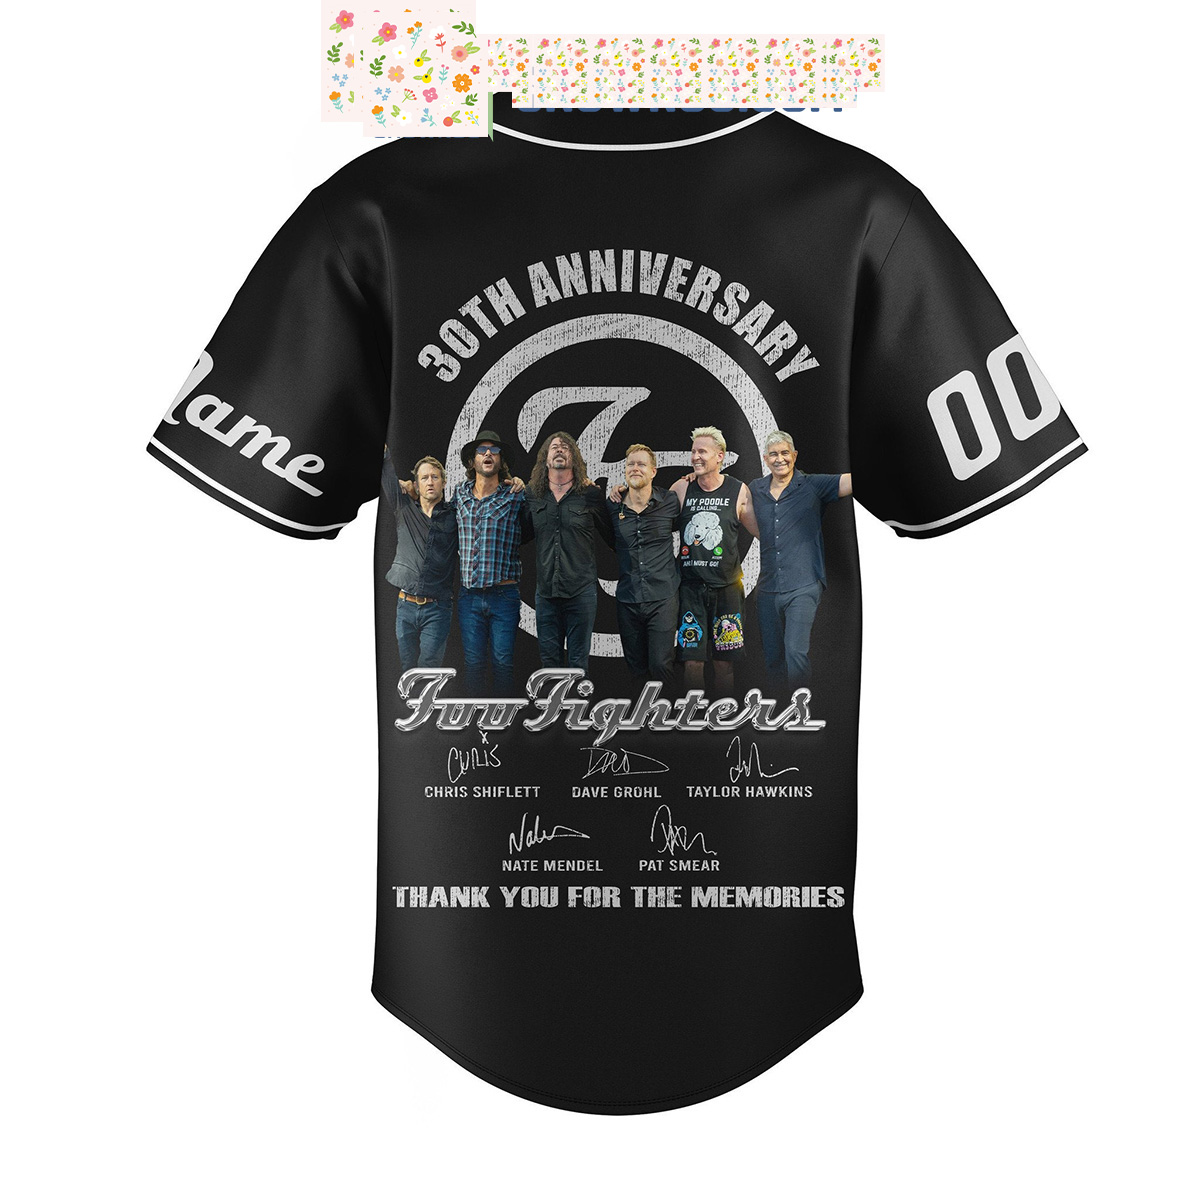 30TH ANNIVERSARY
Name
00
MY POODLE
IS CALLING...
AND I MUST GO!
Foo Fighters
CHRIS SHIFLETT DAVE GROHL TAYLOR HAWKINS
NATE MENDEL PAT SMEAR
THANK YOU FOR THE MEMORIES